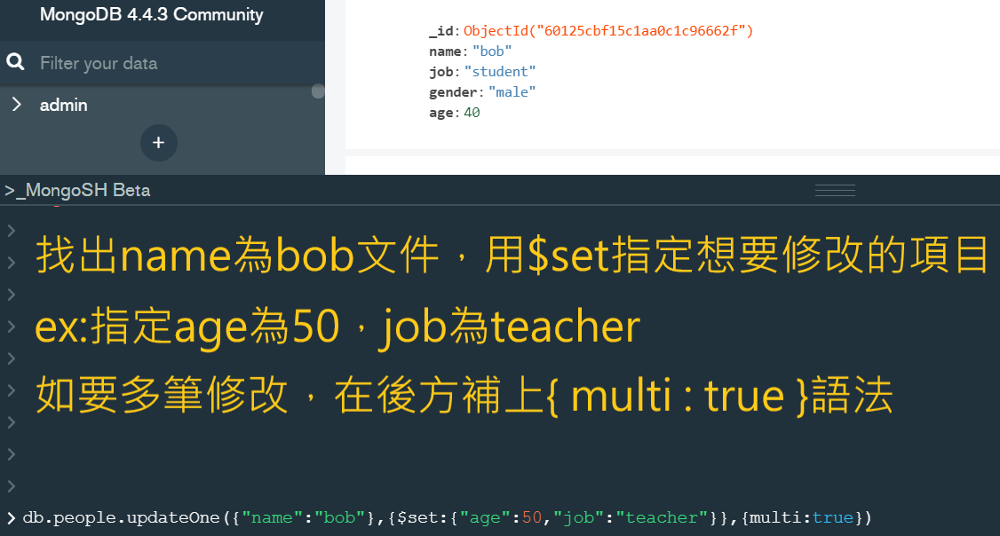 MongoDB 4.4.3 Community
Filter your data
admin
+
_id: ObjectId("60125cbf15c1aa0c1c96662f")
name: "bob"
job: "student"
gender: "male"
age: 40
>_MongoSH Beta
找出name為bob文件，用$set指定想要修改的項目
ex:指定age為50，job為teacher
如要多筆修改，在後方補上{ multi : true }語法
> db.people.updateOne({"name":"bob"},{$set:{"age":50,"job":"teacher"}},{multi:true})